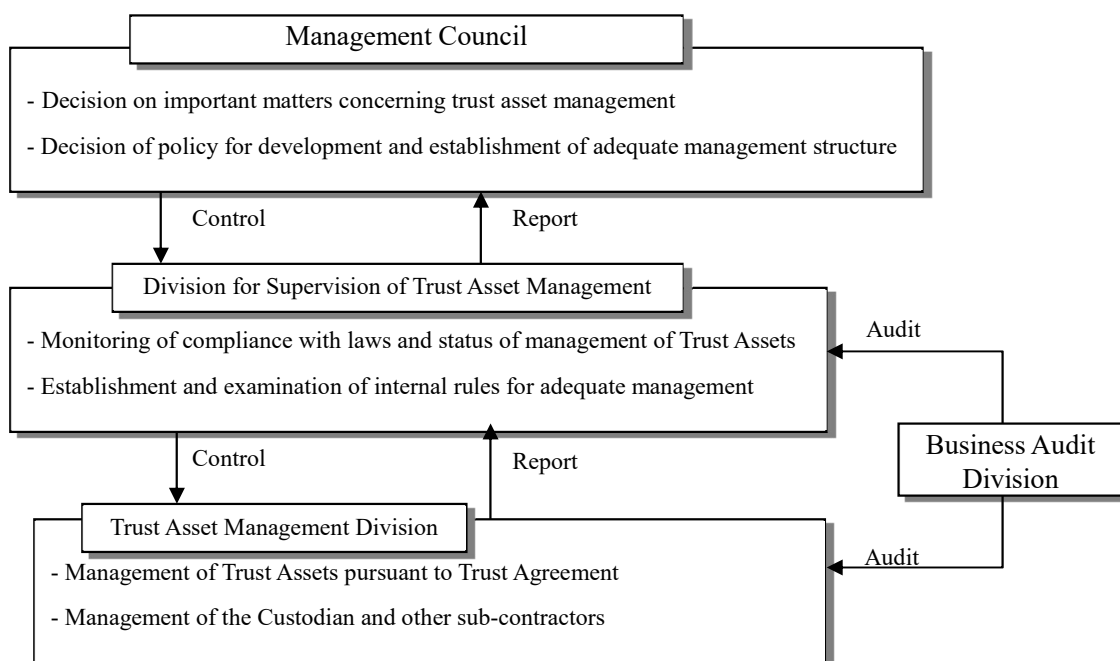 Management Council
- Decision on important matters concerning trust asset management
- Decision of policy for development and establishment of adequate management structure
Control
Report
Division for Supervision of Trust Asset Management
- Monitoring of compliance with laws and status of management of Trust Assets
- Establishment and examination of internal rules for adequate management
Audit
Business Audit
Division
Control
Report
Trust Asset Management Division
- Management of Trust Assets pursuant to Trust Agreement
- Management of the Custodian and other sub-contractors
Audit